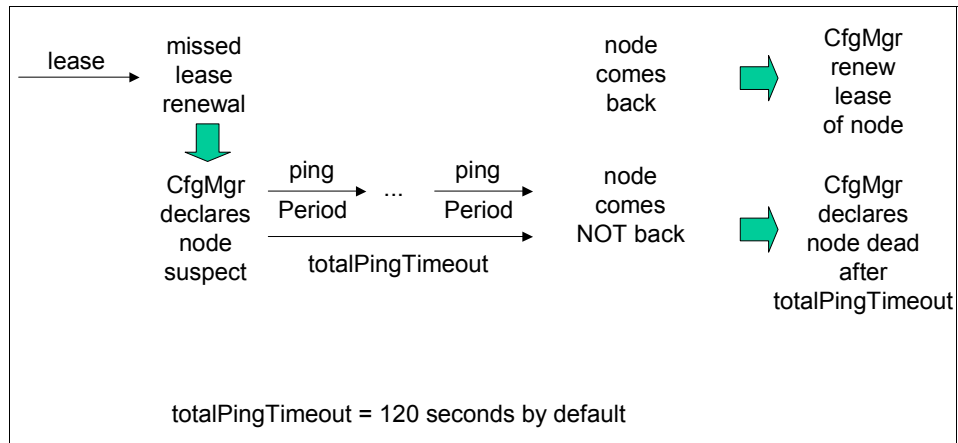 lease
missed
lease
renewal
node
comes
back
CfgMgr
renew
lease
of node
CfgMgr
declares
node
suspect
ping
Period
...
ping
Period
totalPingTimeout
node
comes
NOT back
CfgMgr
declares
node dead
after
totalPingTimeout
totalPingTimeout = 120 seconds by default